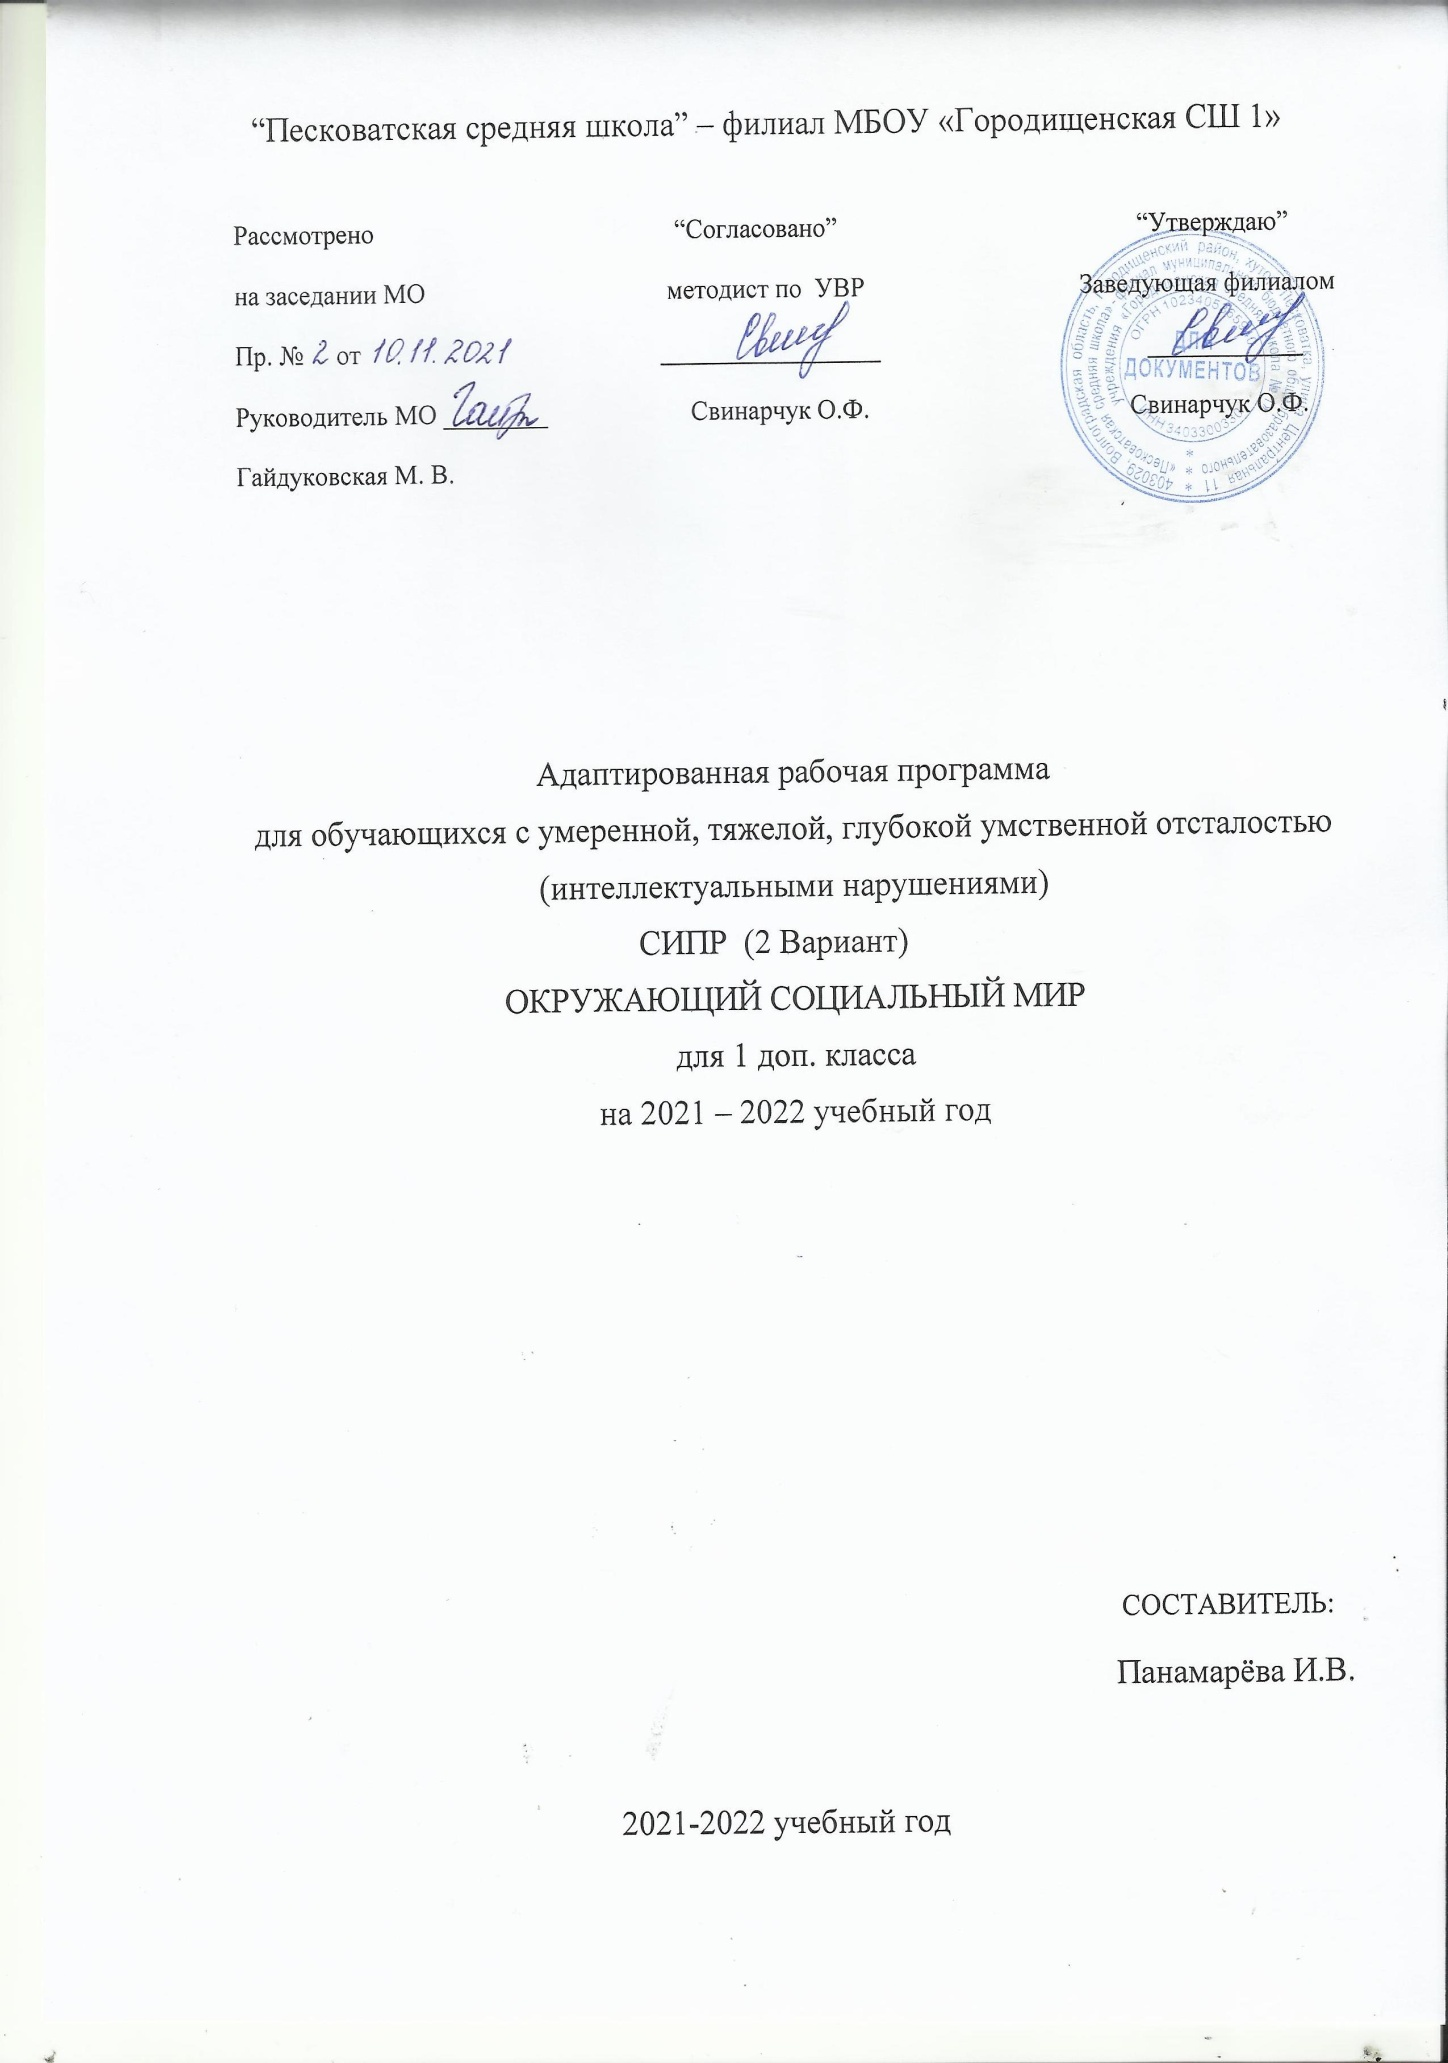 “Песковатская средняя школа” – филиал МБОУ «Городищенская СШ 1»
Рассмотрено
на заседании МО
Пр. № 2 от 10.11.2021
Руководитель МО
Гайдуковская М. В.
“Согласовано”
методист по УВР
Свинарчук О.Ф.
“Утверждаю”
Заведующая филиалом
Свинарчук О.Ф.
ДЛЯ
ДОКУМЕНТОВ
Адаптированная рабочая программа
для обучающихся с умеренной, тяжелой, глубокой умственной отсталостью
(интеллектуальными нарушениями)
СИПР (2 Вариант)
ОКРУЖАЮЩИЙ СОЦИАЛЬНЫЙ МИР
для 1 доп. класса
на 2021 – 2022 учебный год
СОСТАВИТЕЛЬ:
Панамарёва И.В.
2021-2022 учебный год